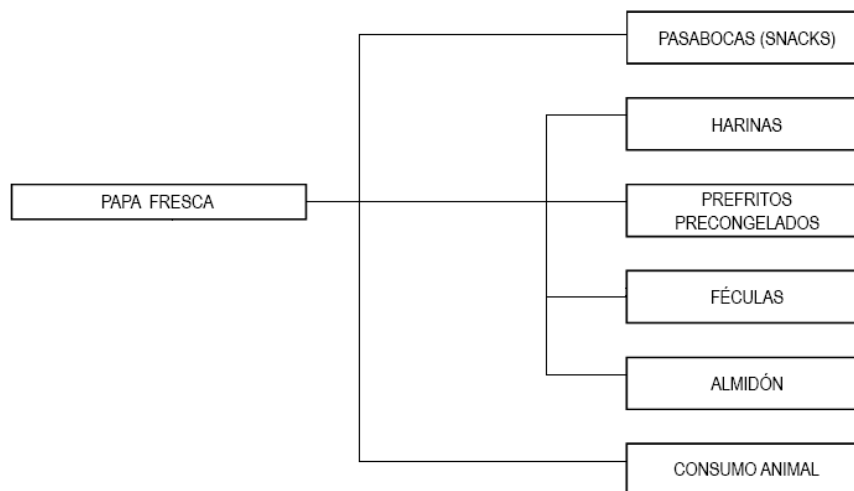 PASABOCAS (SNACKS)
HARINAS
PAPA FRESCA
PREFRITOS
PRECONGELADOS
FÉCULAS
ALMIDÓN
CONSUMO ANIMAL